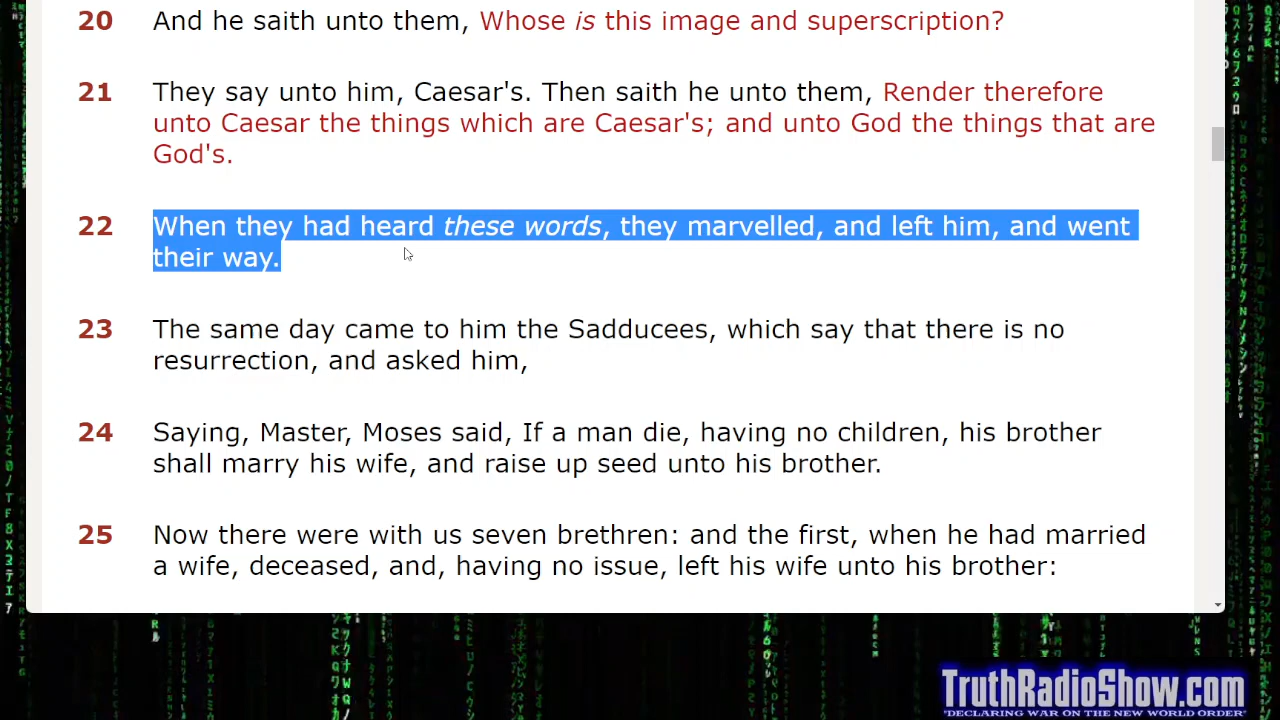 20 And he saith unto them, Whose is this image and superscription?
21 They say unto him, Caesar's. Then saith he unto them, Render therefore
unto Caesar the things which are Caesar's; and unto God the things that are
God's.
22 When they had heard these words, they marvelled, and left him, and went
their way.
23 The same day came to him the Sadducees, which say that there is no
resurrection, and asked him,
24 Saying, Master, Moses said, If a man die, having no children, his brother
shall marry his wife, and raise up seed unto his brother.
25 Now there were with us seven brethren: and the first, when he had married
a wife, deceased, and, having no issue, left his wife unto his brother:
TruthRadioShow.com
"DECLARING WAR ON THE NEW WORLD ORDER"